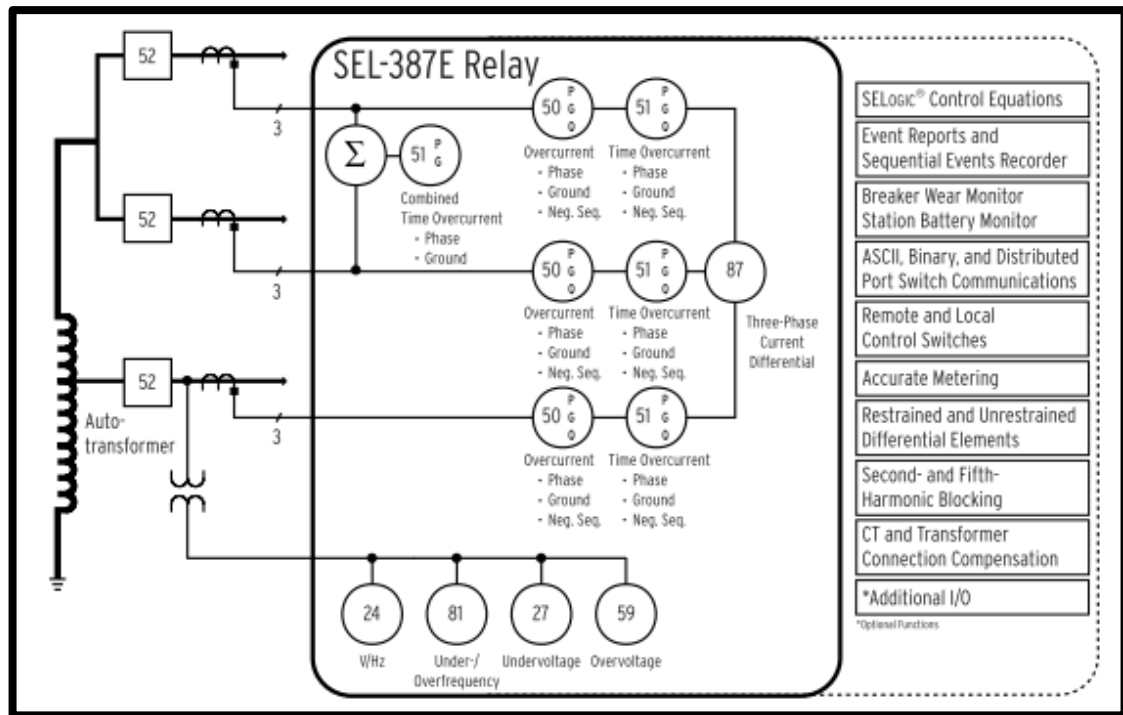 SEL-387E Relay
52
3
Σ
51 P G
Combined
Time Overcurrent
- Phase
- Ground
50 P G Q
Overcurrent
- Phase
- Ground
- Neg. Seq.
51 P G Q
Time Overcurrent
- Phase
- Ground
- Neg. Seq.
52
3
50 P G Q
Overcurrent
- Phase
- Ground
- Neg. Seq.
51 P G Q
Time Overcurrent
- Phase
- Ground
- Neg. Seq.
87
Three-Phase
Current
Differential
52
3
Auto-
transformer
50 P G Q
Overcurrent
- Phase
- Ground
- Neg. Seq.
51 P G Q
Time Overcurrent
- Phase
- Ground
- Neg. Seq.
24
V/Hz
81
Under-/
Overfrequency
27
Undervoltage
59
Overvoltage
SELOGIC® Control Equations
Event Reports and
Sequential Events Recorder
Breaker Wear Monitor
Station Battery Monitor
ASCII, Binary, and Distributed
Port Switch Communications
Remote and Local
Control Switches
Accurate Metering
Restrained and Unrestrained
Differential Elements
Second- and Fifth-
Harmonic Blocking
CT and Transformer
Connection Compensation
*Additional I/O
*Optional Functions